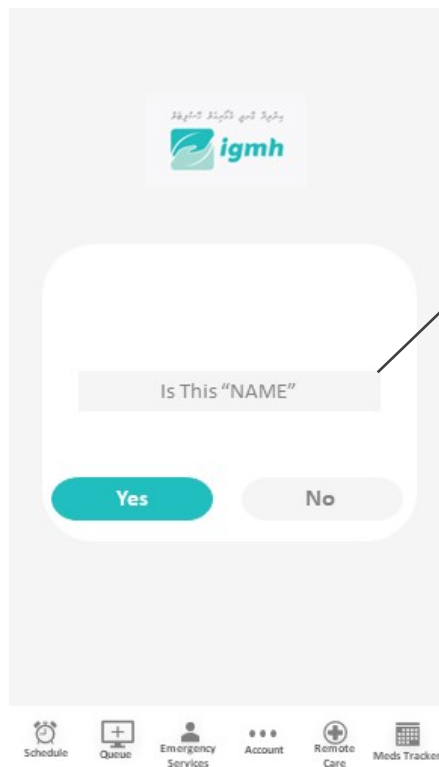 igmh
Is This “NAME”
Yes
No
Schedule
Queue
Emergency
Services
Account
Remote
Care
Meds Tracker